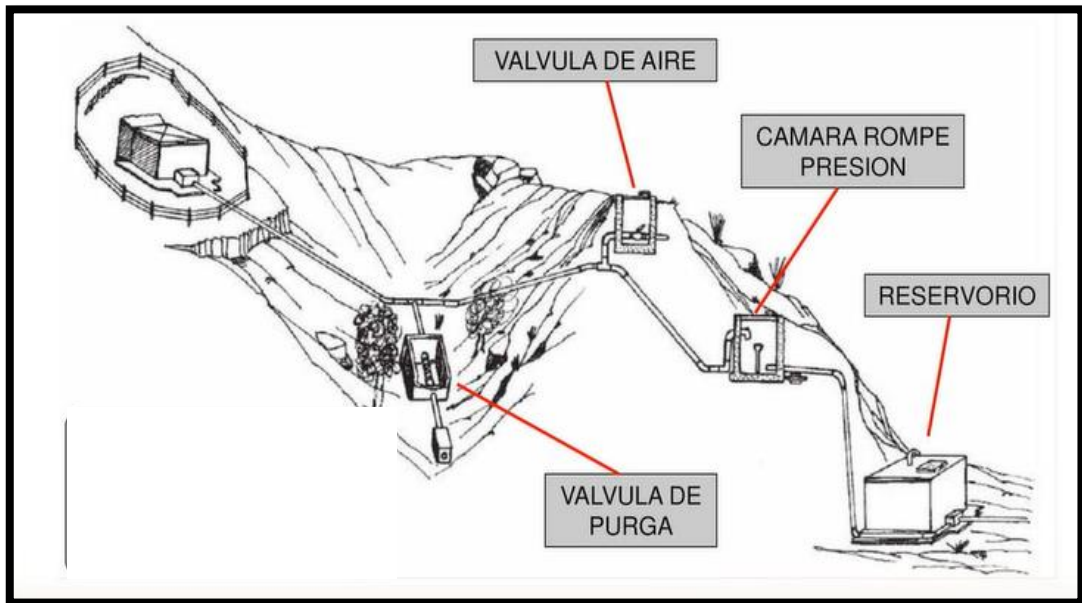 VALVULA DE AIRE
CAMARA ROMPE
PRESION
RESERVORIO
VALVULA DE
PURGA